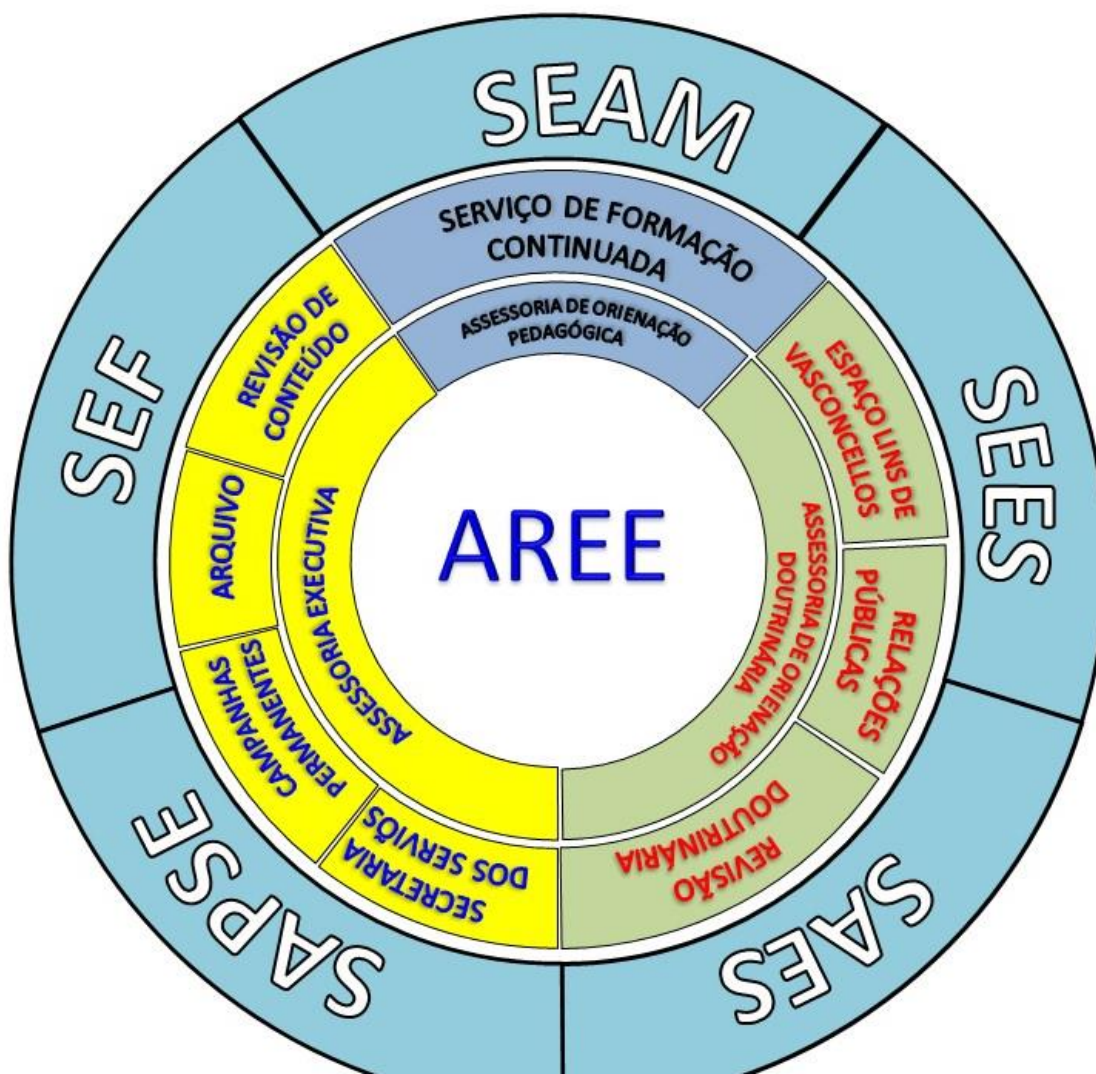 SEAM
SEES
SAES
SAPSE
SEF
SERVIÇO DE FORMAÇÃO
CONTINUADA
ESPAÇO LINS DE
VASCONCELLOS
RELAÇÕES
PÚBLICAS
REVISÃO
DOUTRINÁRIA
SECRETARIA
DOS SERVIÓS
CAMPANHAS
PERMANENTES
ARQUIVO
REVISÃO DE
CONTEÚDO
ASSESSORIA DE ORIENAÇÃO
PEDAGÓGICA
ASSESSORIA DE ORIENAÇÃO
DOUTRINÁRIA
ASSESSORIA EXECUTIVA
AREE